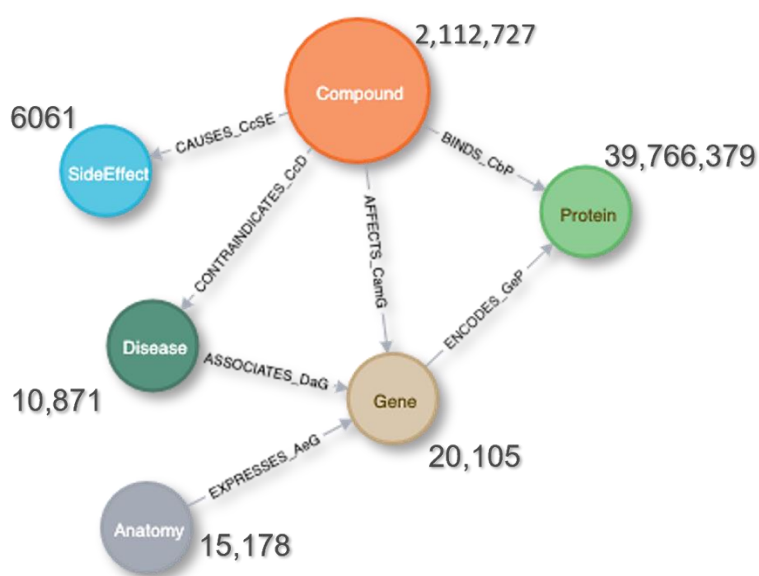 2,112,727
Compound
6061
CAUSES_CcSE
BINDS_CbP
39,766,379
SideEffect
CONTRAINDICATES_CcD
AFFECTS_CamG
Protein
ENCODES_GeP
Disease
ASSOCIATES_DaG
10,871
Gene
EXPRESSES_AeG
20,105
Anatomy
15,178